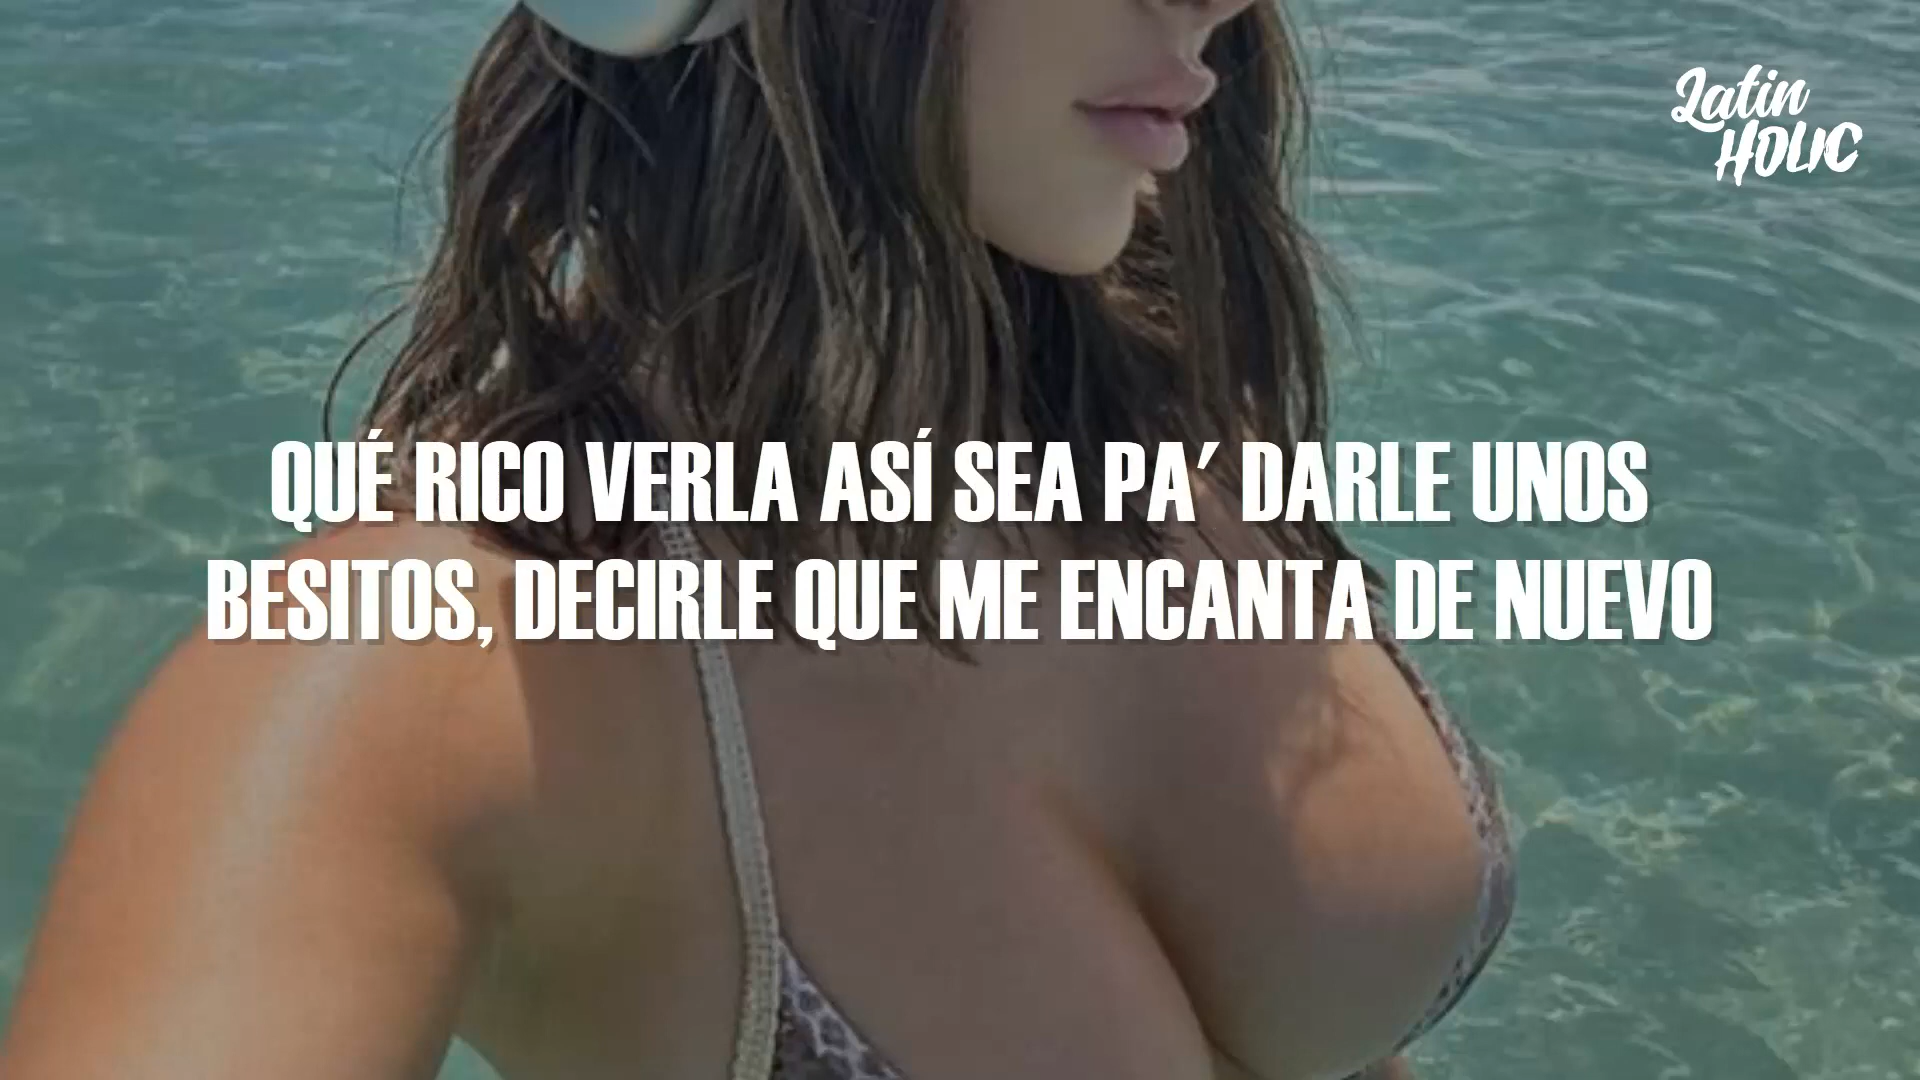 Latin
HOLIC
QUÉ RICO VERLA ASÍ SEA PA' DARLE UNOS
BESITOS, DECIRLE QUE ME ENCANTA DE NUEVO